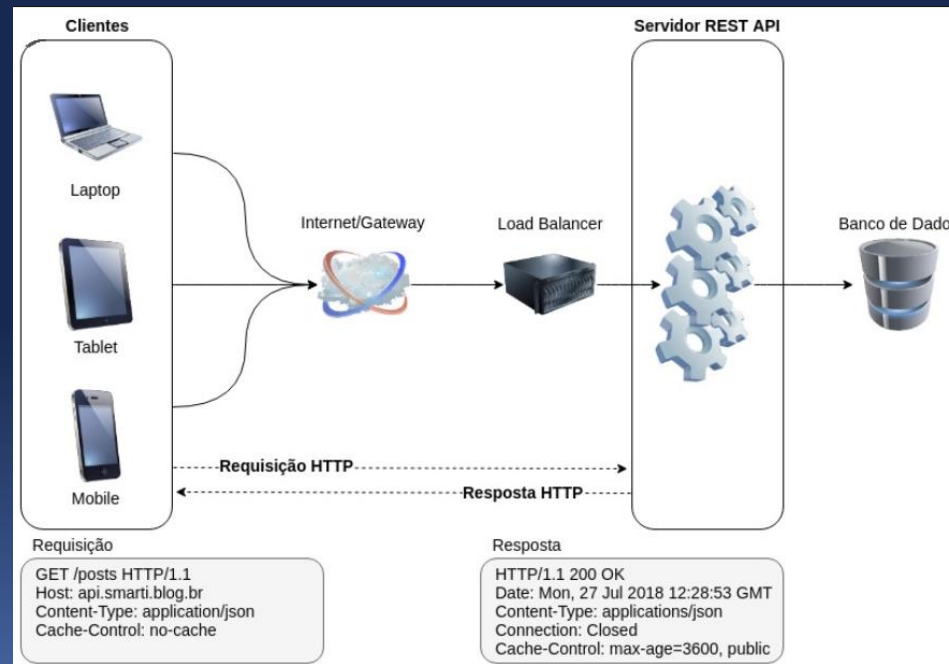 Clientes
Servidor REST API
Laptop
Internet/Gateway
Load Balancer
Banco de Dado
Tablet
Mobile
Requisição HTTP
Resposta HTTP
Requisição
GET /posts HTTP/1.1
Host: api.smarti.blog.br
Content-Type: application/json
Cache-Control: no-cache
Resposta
HTTP/1.1 200 OK
Date: Mon, 27 Jul 2018 12:28:53 GMT
Content-Type: applications/json
Connection: Closed
Cache-Control: max-age=3600, public